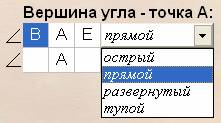 Вершина угла - точка А:
∠ В А Е прямой
∠ А
острый
прямой
развернутый
тупой